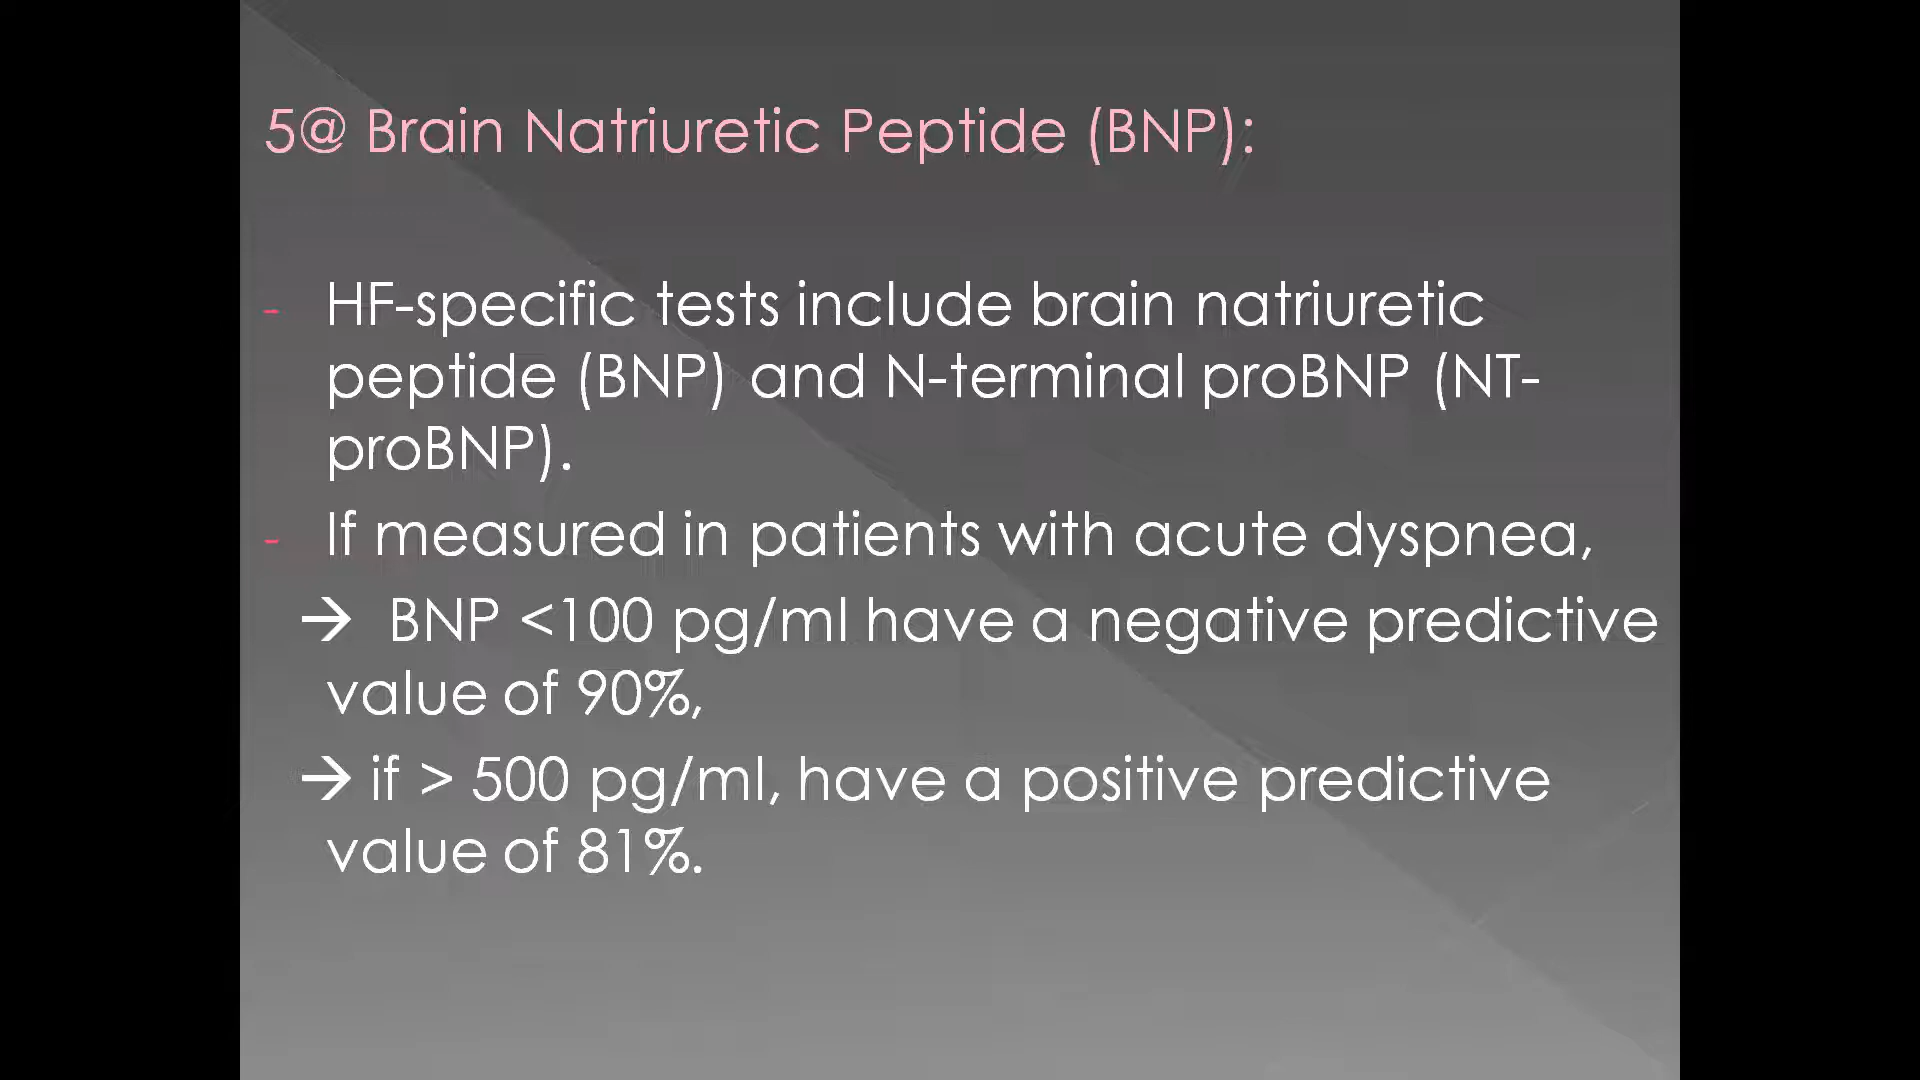 5@ Brain Natriuretic Peptide (BNP):
- HF-specific tests include brain natriuretic
peptide (BNP) and N-terminal proBNP (NT-
proBNP).
- If measured in patients with acute dyspnea,
→ BNP <100 pg/ml have a negative predictive
value of 90%,
→ if > 500 pg/ml, have a positive predictive
value of 81%.